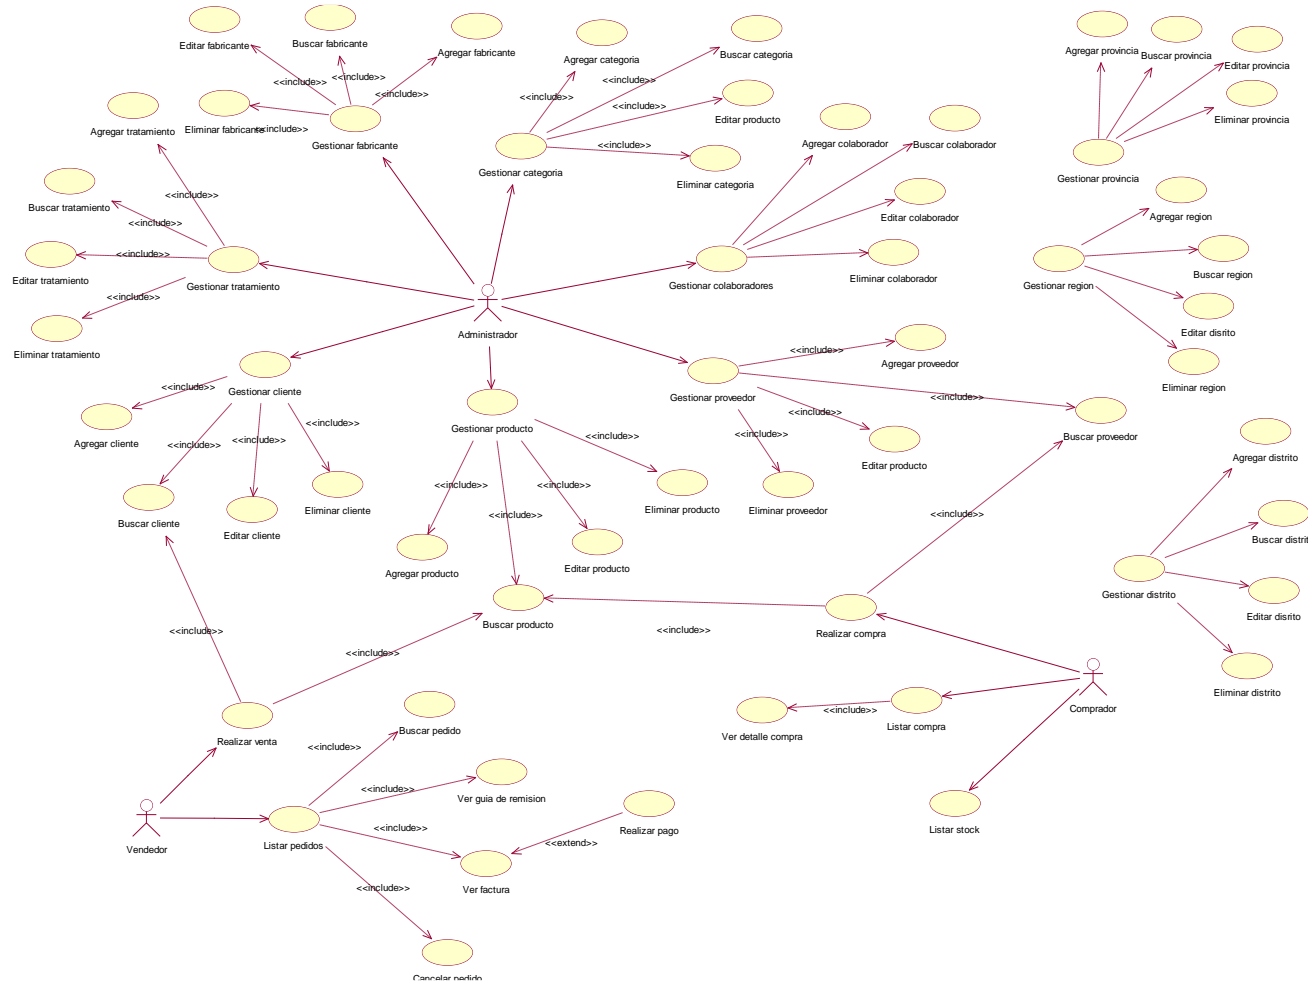 Editar fabricante
Buscar fabricante
Agregar fabricante
<<include>>
<<include>>
<<include>>
Eliminar fabricante
<<include>>
Gestionar fabricante
Agregar categoria
Buscar categoria
<<include>>
<<include>>
<<include>>
Editar producto
<<include>>
Gestionar categoria
Eliminar categoria
Agregar provincia
Buscar provincia
Editar provincia
Eliminar provincia
Gestionar provincia
Agregar tratamiento
<<include>>
Buscar tratamiento
<<include>>
Editar tratamiento
<<include>>
Gestionar tratamiento
<<include>>
Eliminar tratamiento
Agregar colaborador
Buscar colaborador
Editar colaborador
Eliminar colaborador
Gestionar colaboradores
Agregar region
Buscar region
Gestionar region
Editar disrito
Eliminar region
Administrador
Gestionar cliente
<<include>>
Agregar cliente
<<include>>
<<include>>
<<include>>
Eliminar cliente
Buscar cliente
Editar cliente
Gestionar producto
<<include>>
<<include>>
<<include>>
<<include>>
Eliminar producto
Agregar producto
Editar producto
Buscar producto
<<include>>
Agregar proveedor
Gestionar proveedor
<<include>>
<<include>>
<<include>>
Buscar proveedor
Editar producto
Eliminar proveedor
<<include>>
Agregar distrito
Buscar distrit
Gestionar distrito
Editar disrito
Eliminar distrito
<<include>>
<<include>>
<<include>>
Realizar compra
Comprador
Listar compra
<<include>>
Ver detalle compra
Listar stock
Realizar venta
Vendedor
Buscar pedido
<<include>>
Ver guia de remision
<<include>>
Listar pedidos
<<include>>
Realizar pago
<<extend>>
Ver factura
<<include>>
Cancelar pedido